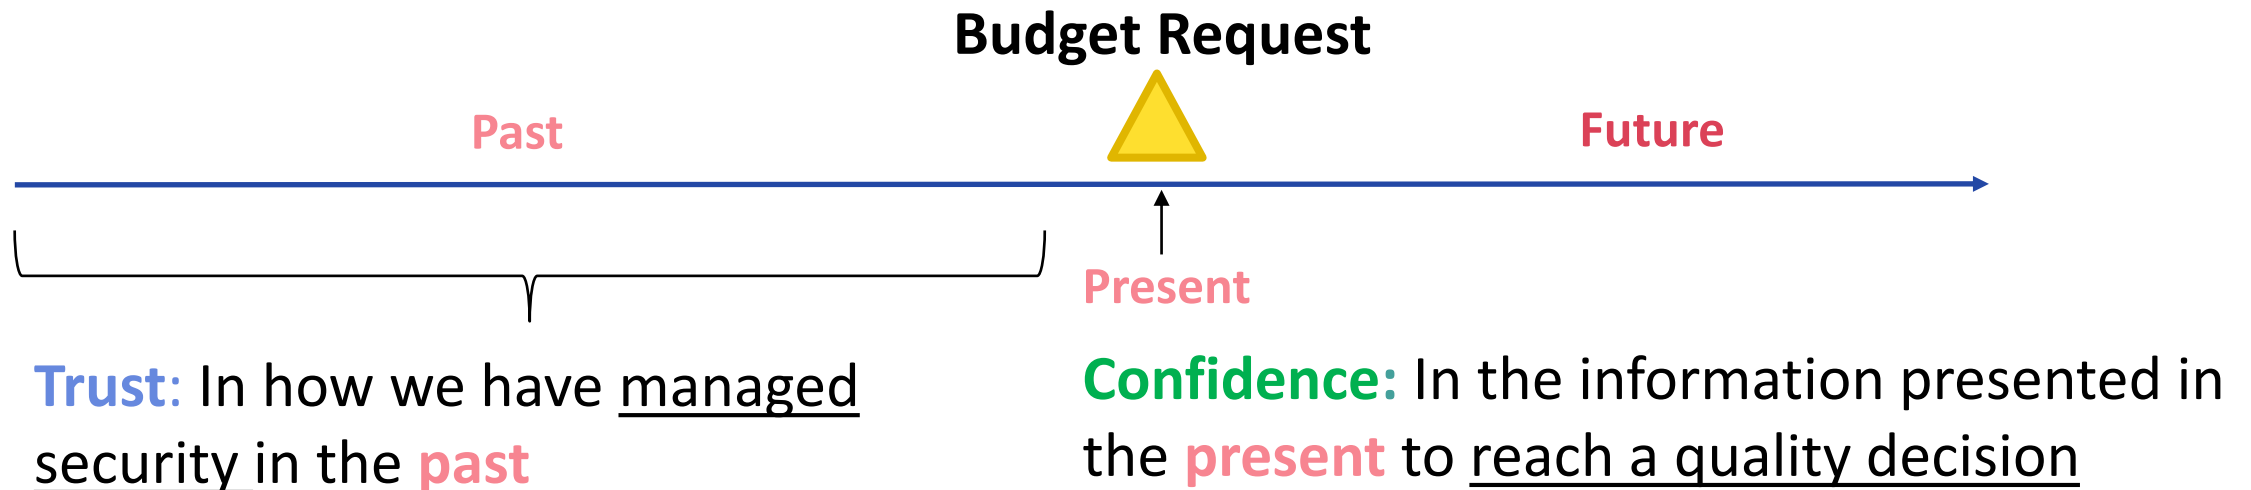 Budget Request
Past
Future
Present
Trust: In how we have managed
security in the past
Confidence: In the information presented in
the present to reach a quality decision